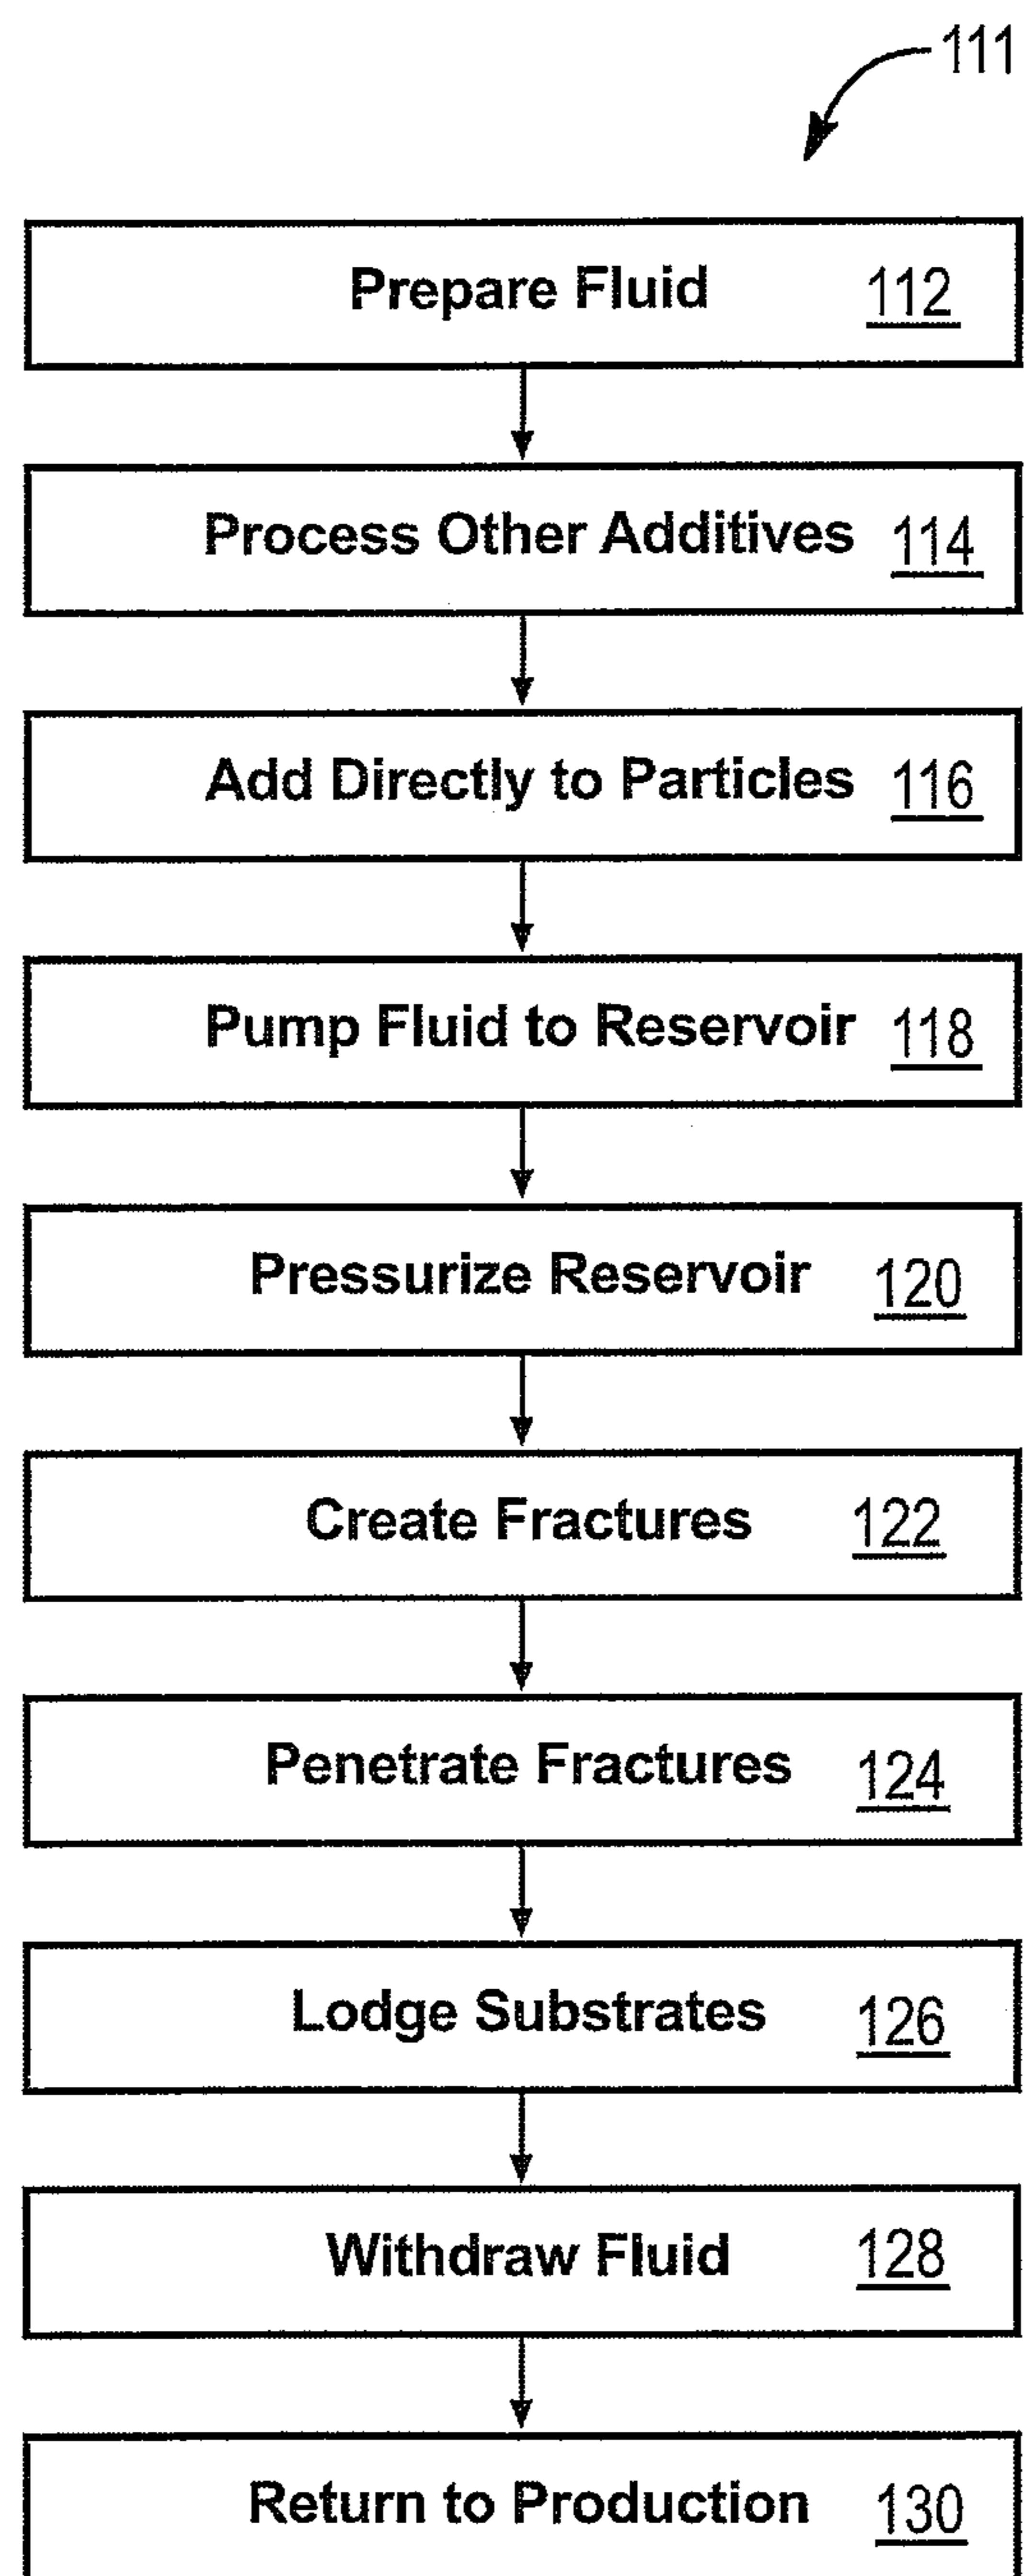 111
Prepare Fluid 112
Process Other Additives 114
Add Directly to Particles 116
Pump Fluid to Reservoir 118
Pressurize Reservoir 120
Create Fractures 122
Penetrate Fractures 124
Lodge Substrates 126
Withdraw Fluid 128
Return to Production 130